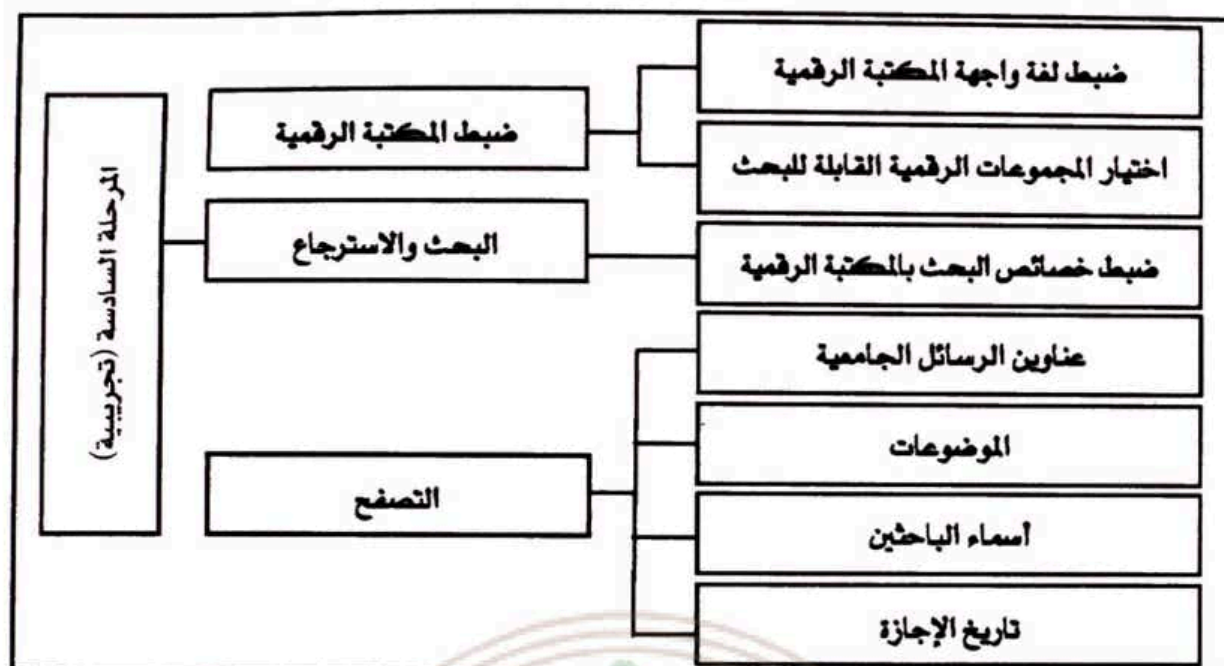 المرحلة السادسة (تجريبية)
ضبط المكتبة الرقمية
ضبط لغة واجهة المكتبة الرقمية
اختيار المجموعات الرقمية القابلة للبحث
البحث والاسترجاع
ضبط خصائص البحث بالمكتبة الرقمية
التصفح
عناوين الرسائل الجامعية
الموضوعات
أسماء الباحثين
تاريخ الإجازة